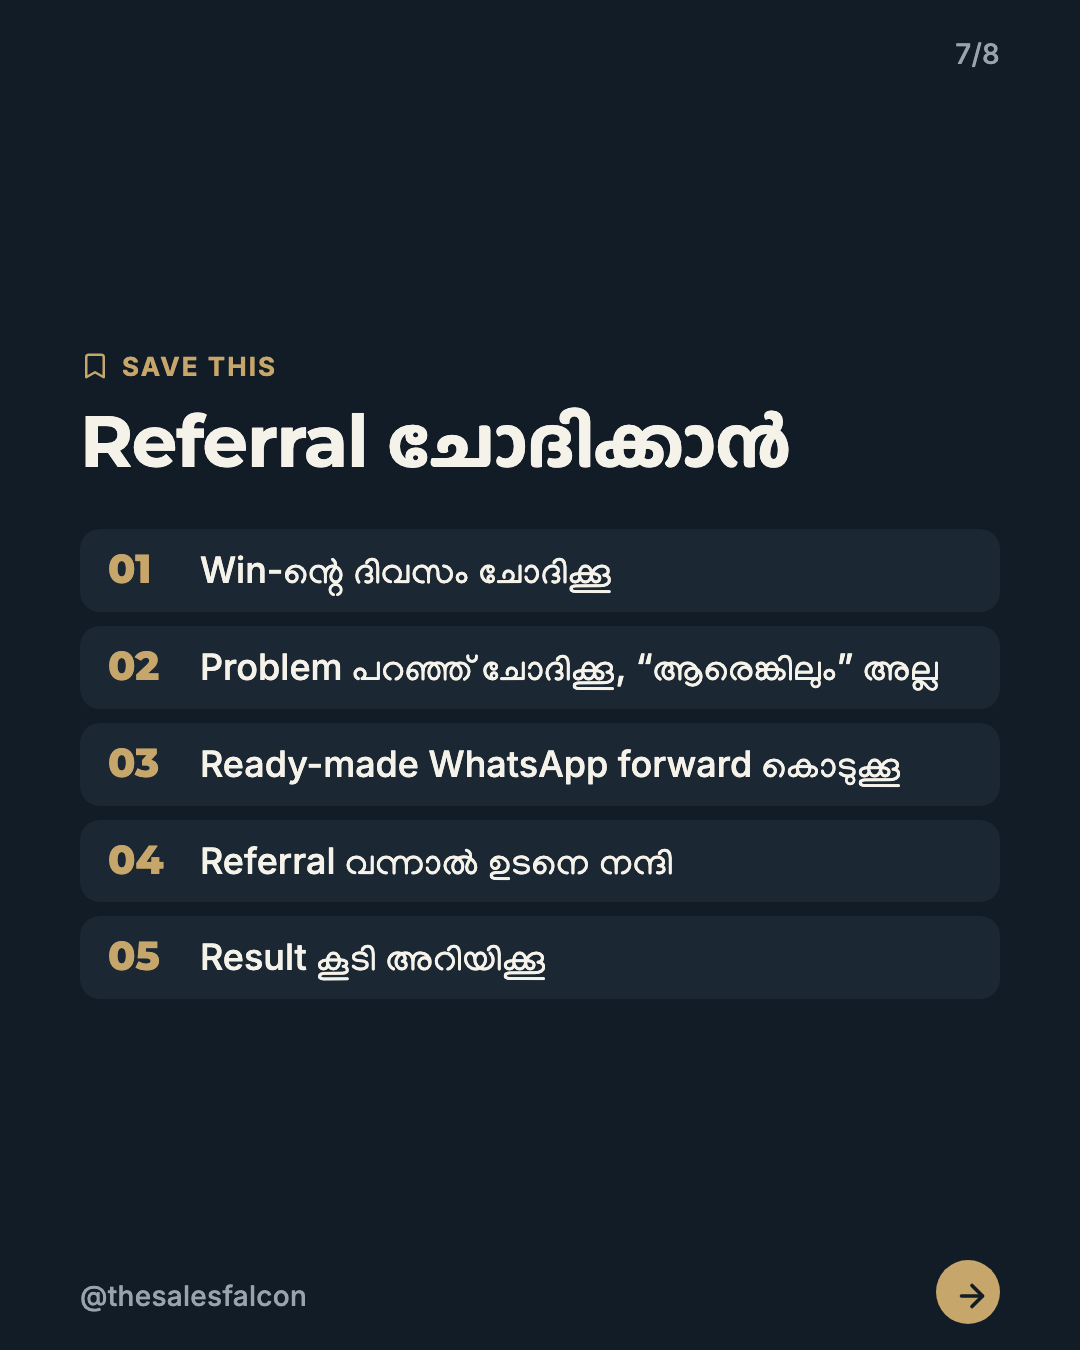 7/8
SAVE THIS
Referral ചോദിക്കാൻ
01 Win-ന്റെ ദിവസം ചോദിക്കൂ
02 Problem പറഞ്ഞ് ചോദിക്കൂ, “ആരെങ്കിലും” അല്ല
03 Ready-made WhatsApp forward കൊടുക്കൂ
04 Referral വന്നാൽ ഉടനെ നന്ദി
05 Result കൂടി അറിയിക്കൂ
@thesalesfalcon